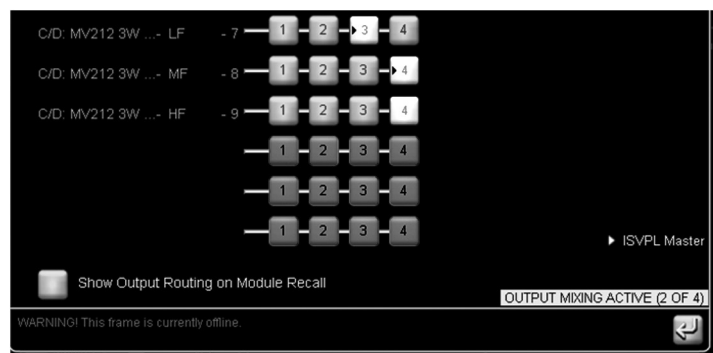 C/D: MV212 3W ...- LF - 7 1 2 3 4
C/D: MV212 3W ...- MF - 8 1 2 3 4
C/D: MV212 3W ...- HF - 9 1 2 3 4
1 2 3 4
1 2 3 4
1 2 3 4
ISVPL Master
Show Output Routing on Module Recall
OUTPUT MIXING ACTIVE (2 OF 4)
WARNING! This frame is currently offline.